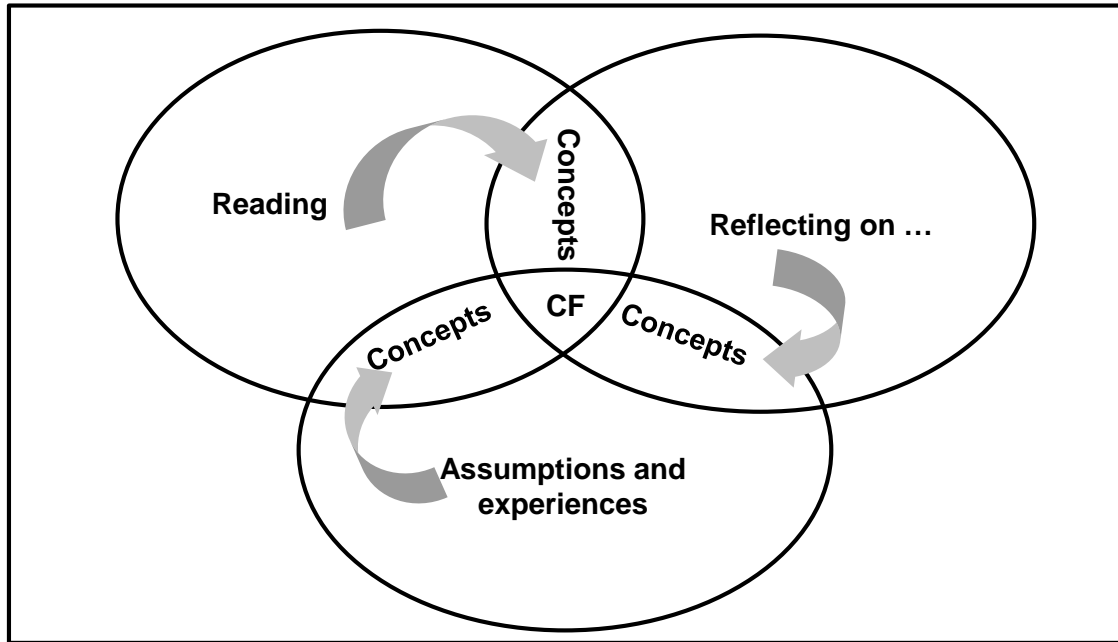 Concepts
Reading
Reflecting on …
Concepts
CF
Concepts
Assumptions and
experiences